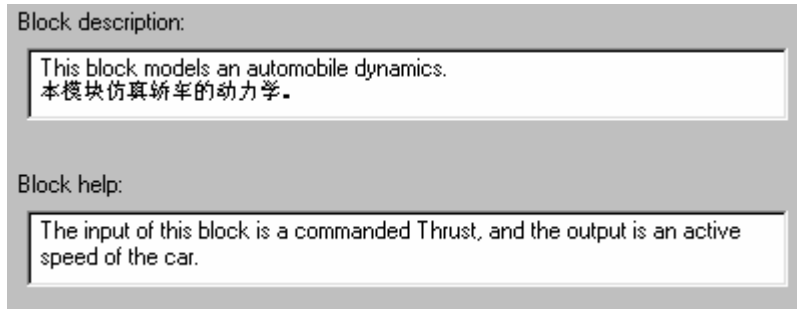 Block description:
This block models an automobile dynamics.
本模块仿真轿车的动力学。
Block help:
The input of this block is a commanded Thrust, and the output is an active
speed of the car.